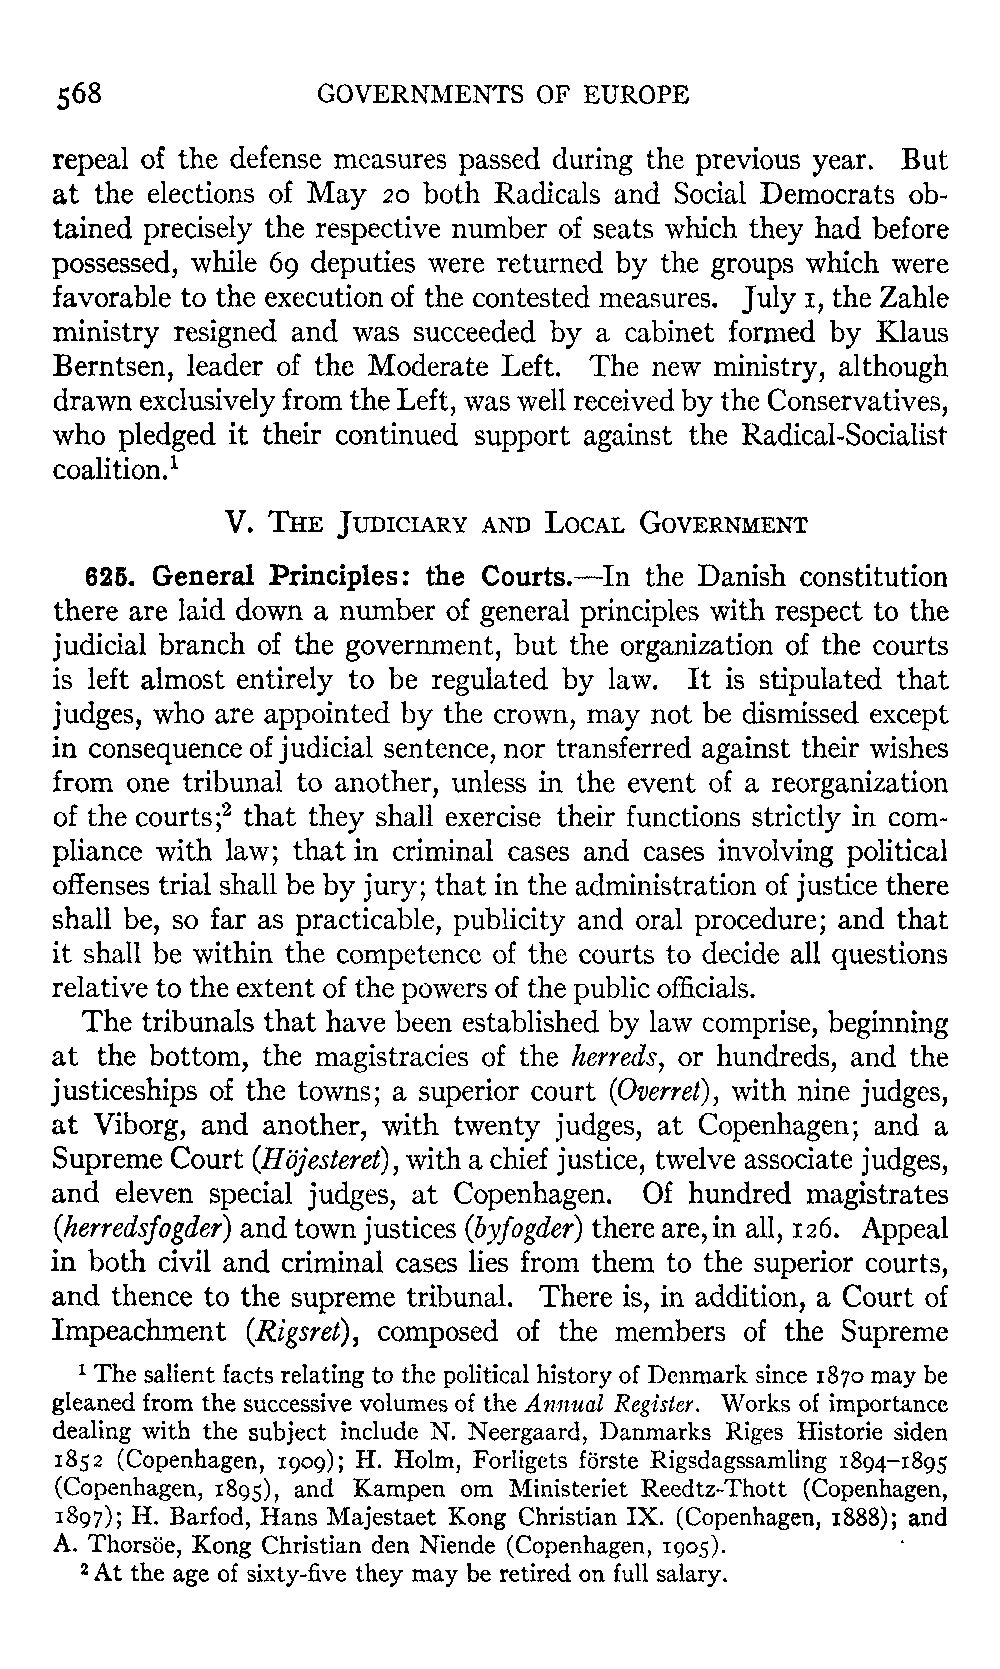 568 GOVERNMENTS OF EUROPE
repeal of the defense measures passed during the previous year. But
at the elections of May 20 both Radicals and Social Democrats ob-
tained precisely the respective number of seats which they had before
possessed, while 69 deputies were returned by the groups which were
favorable to the execution of the contested measures. July 1, the Zahle
ministry resigned and was succeeded by a cabinet formed by Klaus
Berntsen, leader of the Moderate Left. The new ministry, although
drawn exclusively from the Left, was well received by the Conservatives,
who pledged it their continued support against the Radical-Socialist
coalition.¹
V. THE JUDICIARY AND LOCAL GOVERNMENT
625. General Principles: the Courts.—In the Danish constitution
there are laid down a number of general principles with respect to the
judicial branch of the government, but the organization of the courts
is left almost entirely to be regulated by law. It is stipulated that
judges, who are appointed by the crown, may not be dismissed except
in consequence of judicial sentence, nor transferred against their wishes
from one tribunal to another, unless in the event of a reorganization
of the courts;² that they shall exercise their functions strictly in com-
pliance with law; that in criminal cases and cases involving political
offenses trial shall be by jury; that in the administration of justice there
shall be, so far as practicable, publicity and oral procedure; and that
it shall be within the competence of the courts to decide all questions
relative to the extent of the powers of the public officials.
The tribunals that have been established by law comprise, beginning
at the bottom, the magistracies of the herreds, or hundreds, and the
justiceships of the towns; a superior court (Overret), with nine judges,
at Viborg, and another, with twenty judges, at Copenhagen; and a
Supreme Court (Höjesteret), with a chief justice, twelve associate judges,
and eleven special judges, at Copenhagen. Of hundred magistrates
(herredsfogder) and town justices (byfogder) there are, in all, 126. Appeal
in both civil and criminal cases lies from them to the superior courts,
and thence to the supreme tribunal. There is, in addition, a Court of
Impeachment (Rigsret), composed of the members of the Supreme
¹ The salient facts relating to the political history of Denmark since 1870 may be
gleaned from the successive volumes of the Annual Register. Works of importance
dealing with the subject include N. Neergaard, Danmarks Riges Historie siden
1852 (Copenhagen, 1909); H. Holm, Forligets förste Rigsdagssamling 1894–1895
(Copenhagen, 1895), and Kampen om Ministeriet Reedtz-Thott (Copenhagen,
1897); H. Barfod, Hans Majestaet Kong Christian IX. (Copenhagen, 1888); and
A. Thorsöe, Kong Christian den Niende (Copenhagen, 1905).
² At the age of sixty-five they may be retired on full salary.